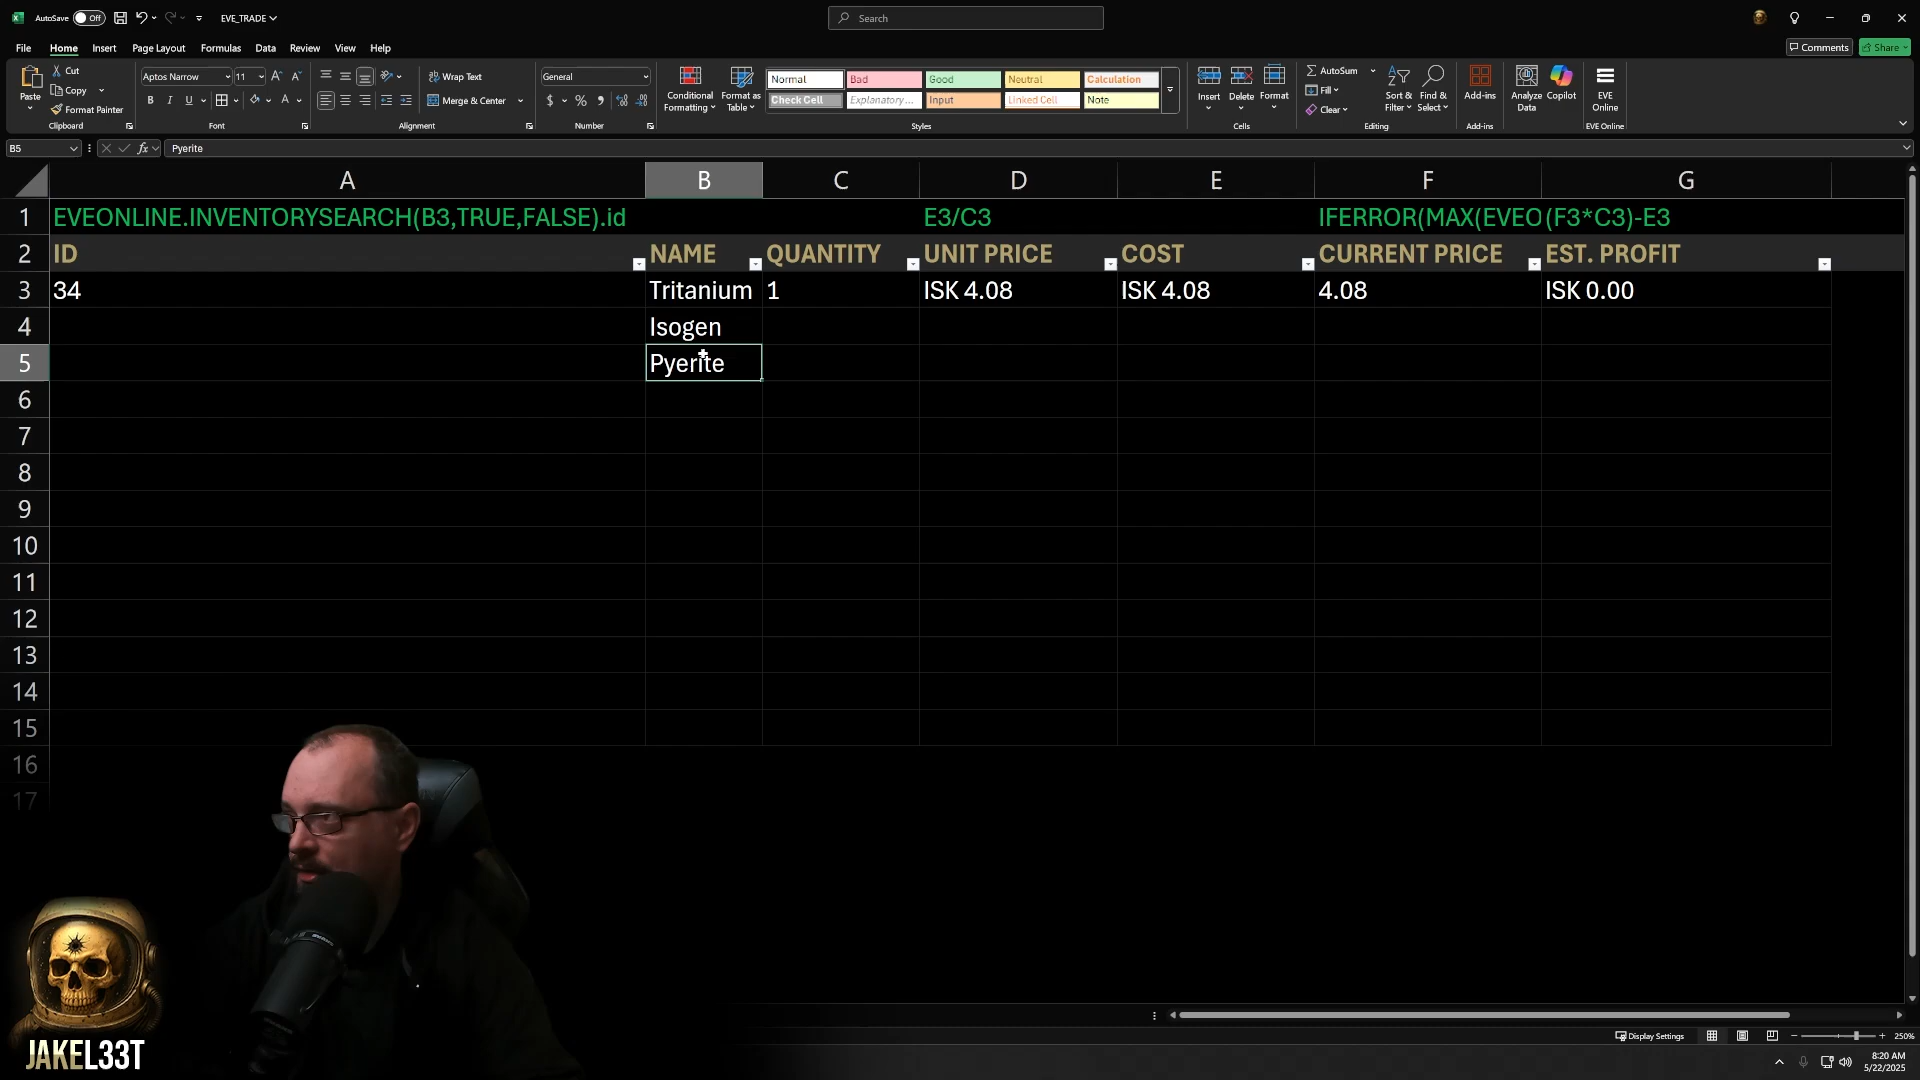 AutoSave Off EVE_TRADE Search
File Home Insert Page Layout Formulas Data Review View Help Comments Share
Paste Cut Copy Format Painter Clipboard
Aptos Narrow 11 Font
Wrap Text Merge & Center Alignment
General Number
Conditional Formatting Format as Table
Normal Bad Good Neutral Calculation
Check Cell Explanatory... Input Linked Cell Note
Styles
Insert Delete Format Cells
AutoSum Fill Clear Sort & Filter Find & Select Editing
Add-ins Add-ins
Analyze Data Copilot
EVE Online EVE Online
B5 fx Pyerite
A B C D E F G
1 EVEONLINE.INVENTORYSEARCH(B3,TRUE,FALSE).id E3/C3 IFERROR(MAX(EVEO (F3*C3)-E3
2 ID NAME QUANTITY UNIT PRICE COST CURRENT PRICE EST. PROFIT
3 34 Tritanium 1 ISK 4.08 ISK 4.08 4.08 ISK 0.00
4 Isogen
5 Pyerite
6
7
8
9
10
11
12
13
14
15
16
17
JAKEL33T
Display Settings 250%
8:20 AM
5/22/2025